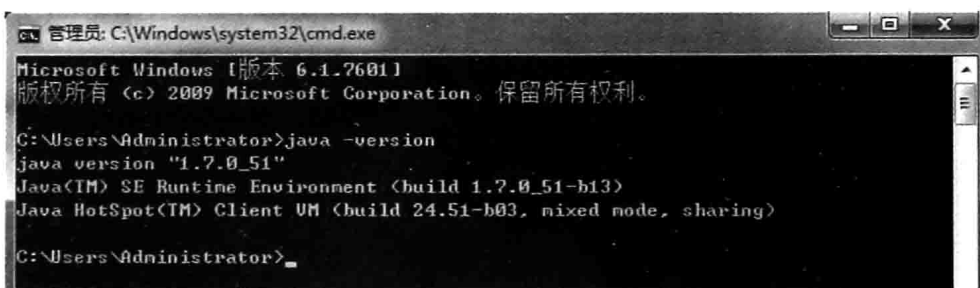 管理员: C:\Windows\system32\cmd.exe
Microsoft Windows [版本 6.1.7601]
版权所有 (c) 2009 Microsoft Corporation。保留所有权利。
C:\Users\Administrator>java -version
java version "1.7.0_51"
Java(TM) SE Runtime Environment (build 1.7.0_51-b13)
Java HotSpot(TM) Client VM (build 24.51-b03, mixed mode, sharing)
C:\Users\Administrator>